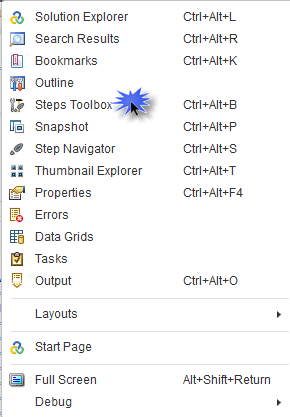 Solution Explorer Ctrl+Alt+L
Search Results Ctrl+Alt+R
Bookmarks Ctrl+Alt+K
Outline
Steps Toolbox Ctrl+Alt+B
Snapshot Ctrl+Alt+P
Step Navigator Ctrl+Alt+S
Thumbnail Explorer Ctrl+Alt+T
Properties Ctrl+Alt+F4
Errors
Data Grids
Tasks
Output Ctrl+Alt+O
Layouts
Start Page
Full Screen Alt+Shift+Return
Debug